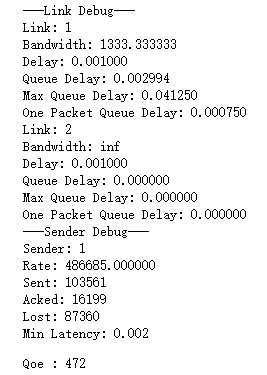 ——Link Debug——
Link: 1
Bandwidth: 1333.333333
Delay: 0.001000
Queue Delay: 0.002994
Max Queue Delay: 0.041250
One Packet Queue Delay: 0.000750
Link: 2
Bandwidth: inf
Delay: 0.001000
Queue Delay: 0.000000
Max Queue Delay: 0.000000
One Packet Queue Delay: 0.000000
——Sender Debug——
Sender: 1
Rate: 486685.000000
Sent: 103561
Acked: 16199
Lost: 87360
Min Latency: 0.002
Qoe : 472